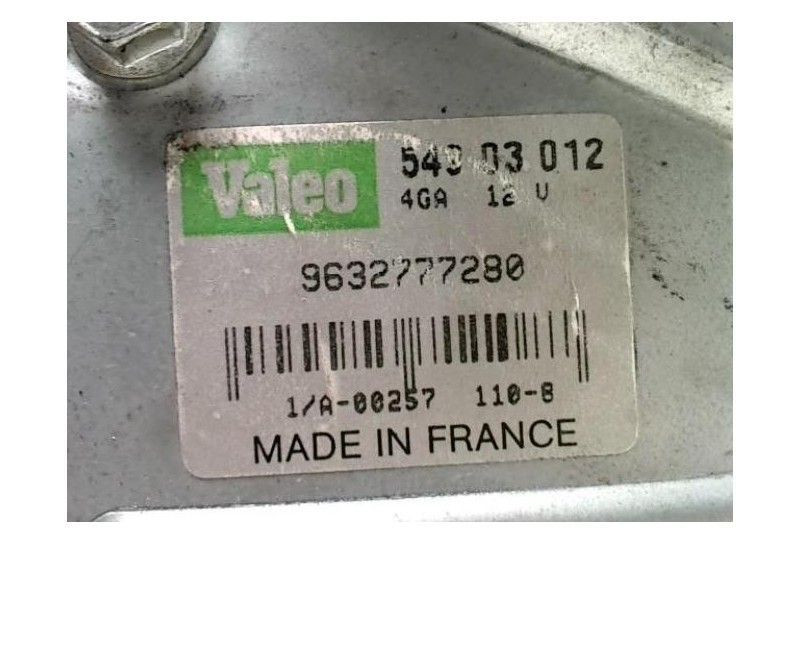 Valeo
549 03 012
4GA 12 V
9632777280
1/A-00257 110-8
MADE IN FRANCE